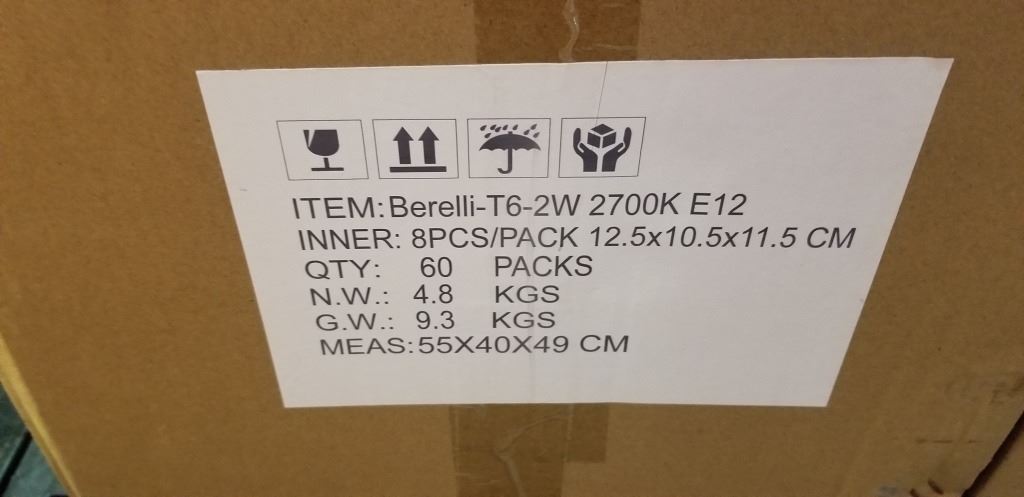 ITEM: Berelli-T6-2W 2700K E12
INNER: 8PCS/PACK 12.5x10.5x11.5 CM
QTY: 60 PACKS
N.W.: 4.8 KGS
G.W.: 9.3 KGS
MEAS: 55X40X49 CM